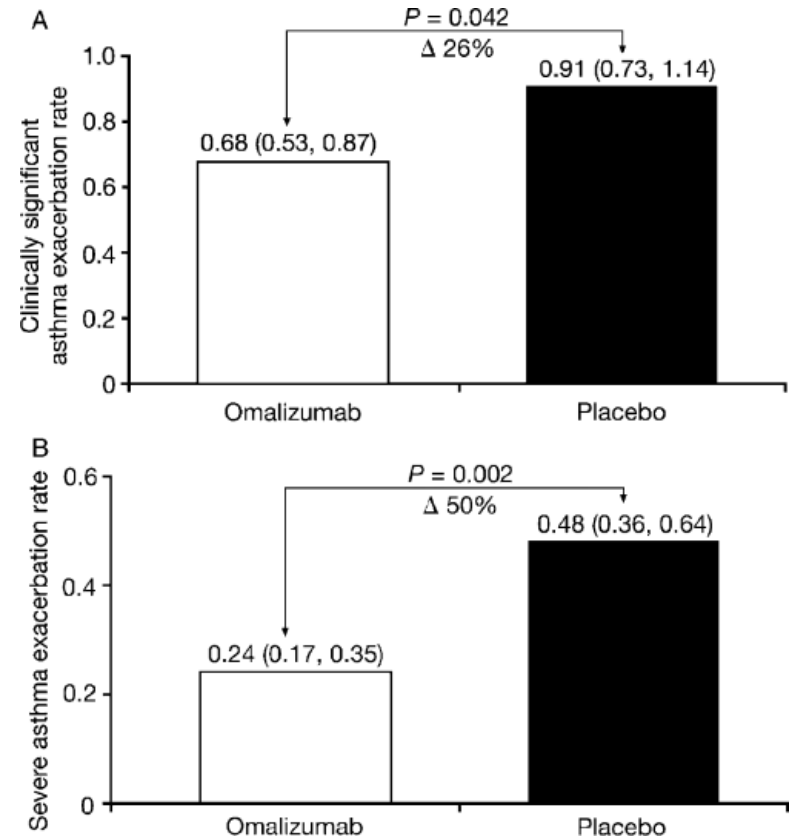 A
P = 0.042
Δ 26%
0.91 (0.73, 1.14)
0.68 (0.53, 0.87)
Clinically significant
asthma exacerbation rate
1.0
0.8
0.6
0.4
0.2
0
Omalizumab
Placebo
B
P = 0.002
Δ 50%
0.48 (0.36, 0.64)
0.24 (0.17, 0.35)
Severe asthma exacerbation rate
0.6
0.4
0.2
0
Omalizumab
Placebo